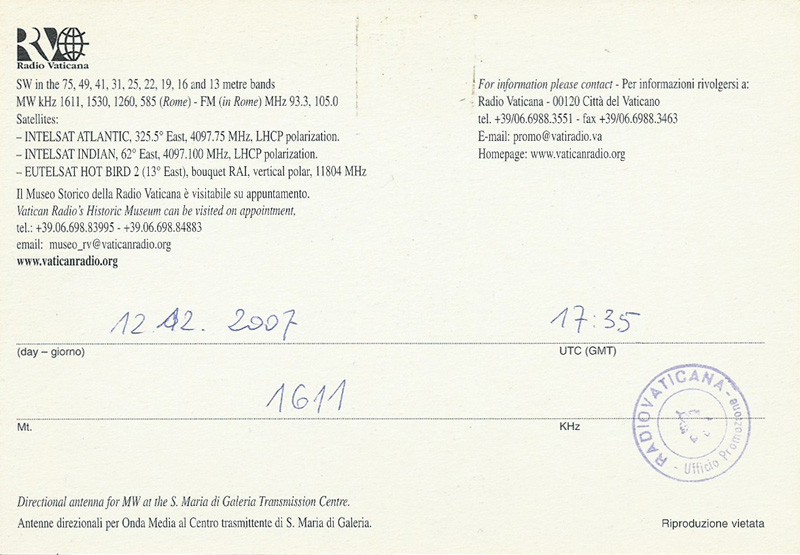 RV
Radio Vaticana
SW in the 75, 49, 41, 31, 25, 22, 19, 16 and 13 metre bands
MW kHz 1611, 1530, 1260, 585 (Rome) - FM (in Rome) MHz 93.3, 105.0
Satellites:
– INTELSAT ATLANTIC, 325.5° East, 4097.75 MHz, LHCP polarization.
– INTELSAT INDIAN, 62° East, 4097.100 MHz, LHCP polarization.
– EUTELSAT HOT BIRD 2 (13° East), bouquet RAI, vertical polar, 11804 MHz
Il Museo Storico della Radio Vaticana è visitabile su appuntamento.
Vatican Radio's Historic Museum can be visited on appointment,
tel.: +39.06.698.83995 - +39.06.698.84883
email: museo_rv@vaticanradio.org
www.vaticanradio.org
For information please contact - Per informazioni rivolgersi a:
Radio Vaticana - 00120 Città del Vaticano
tel. +39/06.6988.3551 - fax +39/06.6988.3463
E-mail: promo@vatiradio.va
Homepage: www.vaticanradio.org
12.12. 2007
17:35
(day – giorno)
UTC (GMT)
1611
Mt.
KHz
RADIOVATICANA
- Ufficio Promozione -
Directional antenna for MW at the S. Maria di Galeria Transmission Centre.
Antenne direzionali per Onda Media al Centro trasmittente di S. Maria di Galeria.
Riproduzione vietata